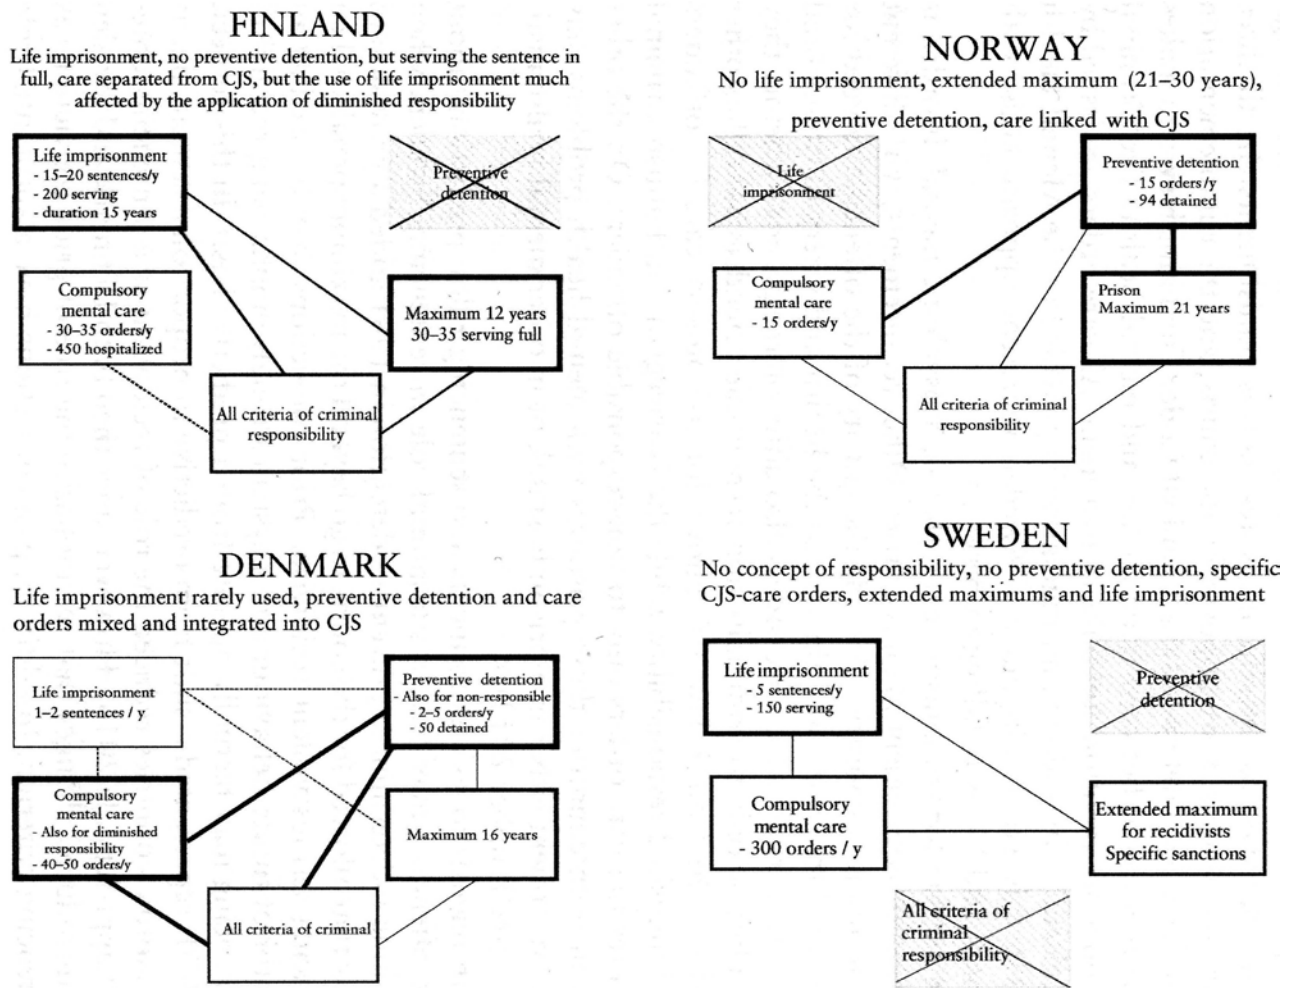 FINLAND
Life imprisonment, no preventive detention, but serving the sentence in
full, care separated from CJS, but the use of life imprisonment much
affected by the application of diminished responsibility
Life imprisonment
- 15–20 sentences/y
- 200 serving
- duration 15 years
Preventive
detention
Compulsory
mental care
- 30–35 orders/y
- 450 hospitalized
Maximum 12 years
30–35 serving full
All criteria of criminal
responsibility
NORWAY
No life imprisonment, extended maximum (21–30 years),
preventive detention, care linked with CJS
Life
imprisonment
Preventive detention
- 15 orders/y
- 94 detained
Compulsory
mental care
- 15 orders/y
Prison
Maximum 21 years
All criteria of criminal
responsibility
DENMARK
Life imprisonment rarely used, preventive detention and care
orders mixed and integrated into CJS
Life imprisonment
1–2 sentences / y
Preventive detention
- Also for non-responsible
- 2–5 orders/y
- 50 detained
Compulsory
mental care
- Also for diminished
responsibility
- 40–50 orders/y
Maximum 16 years
All criteria of criminal
SWEDEN
No concept of responsibility, no preventive detention, specific
CJS-care orders, extended maximums and life imprisonment
Life imprisonment
- 5 sentences/y
- 150 serving
Preventive
detention
Compulsory
mental care
- 300 orders / y
Extended maximum
for recidivists
Specific sanctions
All criteria of
criminal
responsibility